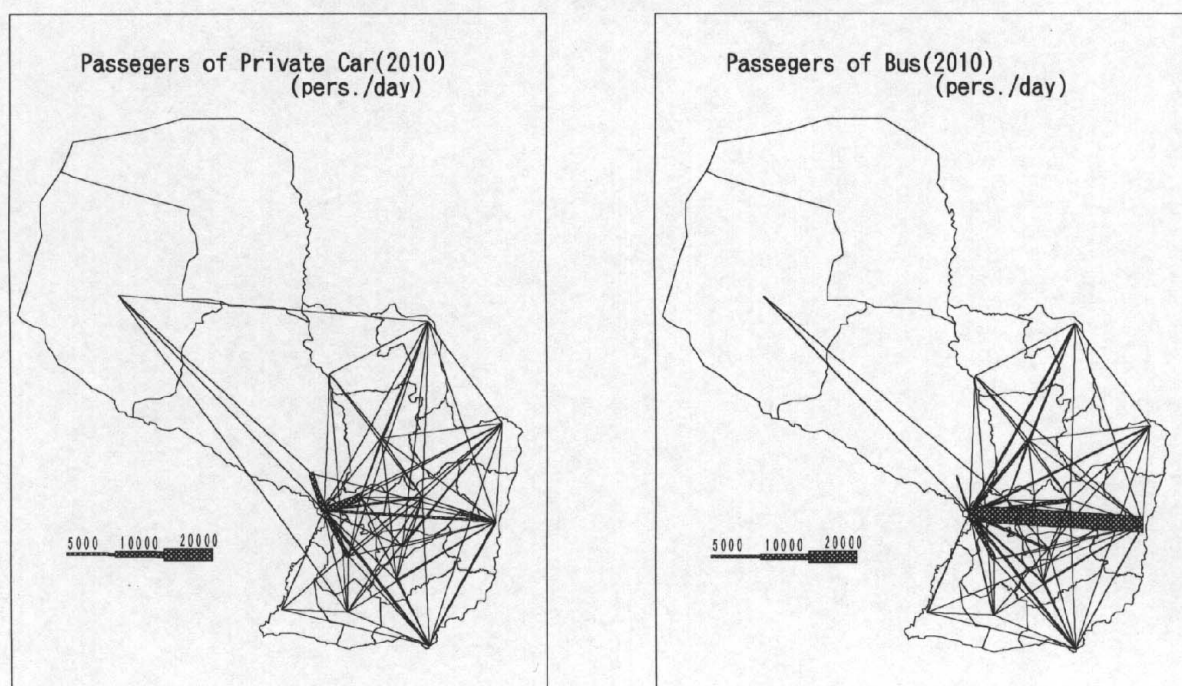 Passegers of Private Car(2010)
(pers./day)
5000 10000 20000
Passegers of Bus(2010)
(pers./day)
5000 10000 20000